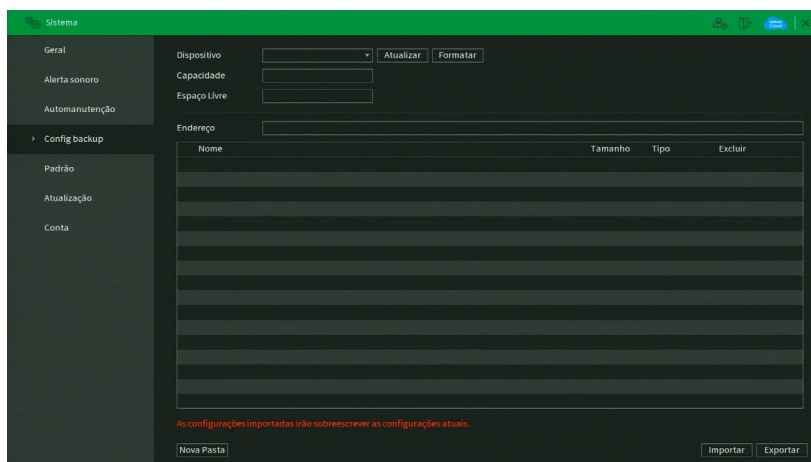 Sistema
Geral
Alerta sonoro
Automanutenção
Config backup
Padrão
Atualização
Conta
Dispositivo
Atualizar
Formatar
Capacidade
Espaço Livre
Endereço
Nome Tamanho Tipo Excluir
As configurações importadas irão sobreescrever as configurações atuais.
Nova Pasta
Importar
Exportar